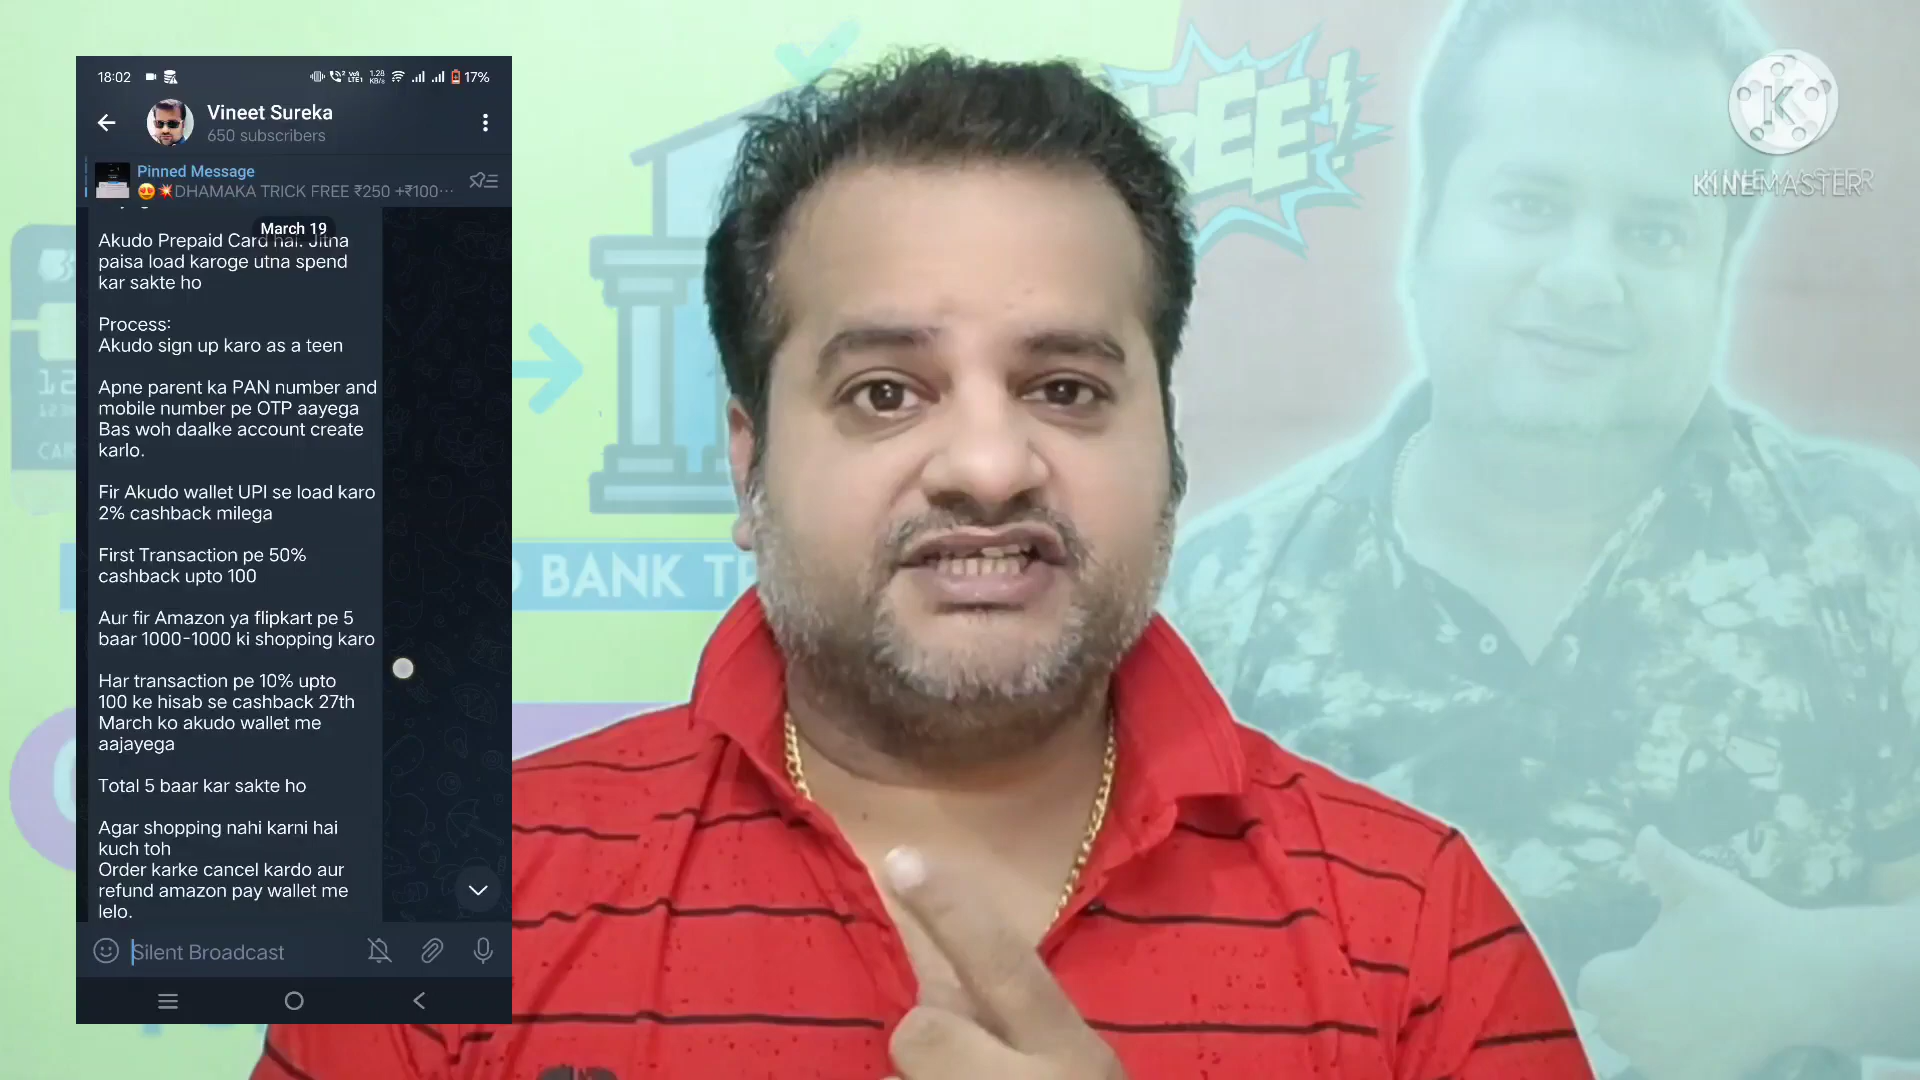 18:02
1.28
KB/s
17%
Vineet Sureka
650 subscribers
Pinned Message
😍💥DHAMAKA TRICK FREE ₹250 +₹100...
March 19
Akudo Prepaid Card hai. Jitna
paisa load karoge utna spend
kar sakte ho
Process:
Akudo sign up karo as a teen
Apne parent ka PAN number and
mobile number pe OTP aayega
Bas woh daalke account create
karlo.
Fir Akudo wallet UPI se load karo
2% cashback milega
First Transaction pe 50%
cashback upto 100
Aur fir Amazon ya flipkart pe 5
baar 1000-1000 ki shopping karo
Har transaction pe 10% upto
100 ke hisab se cashback 27th
March ko akudo wallet me
aajayega
Total 5 baar kar sakte ho
Agar shopping nahi karni hai
kuch toh
Order karke cancel kardo aur
refund amazon pay wallet me
lelo.
Silent Broadcast
BANK
REE!
K
KINEMASTER